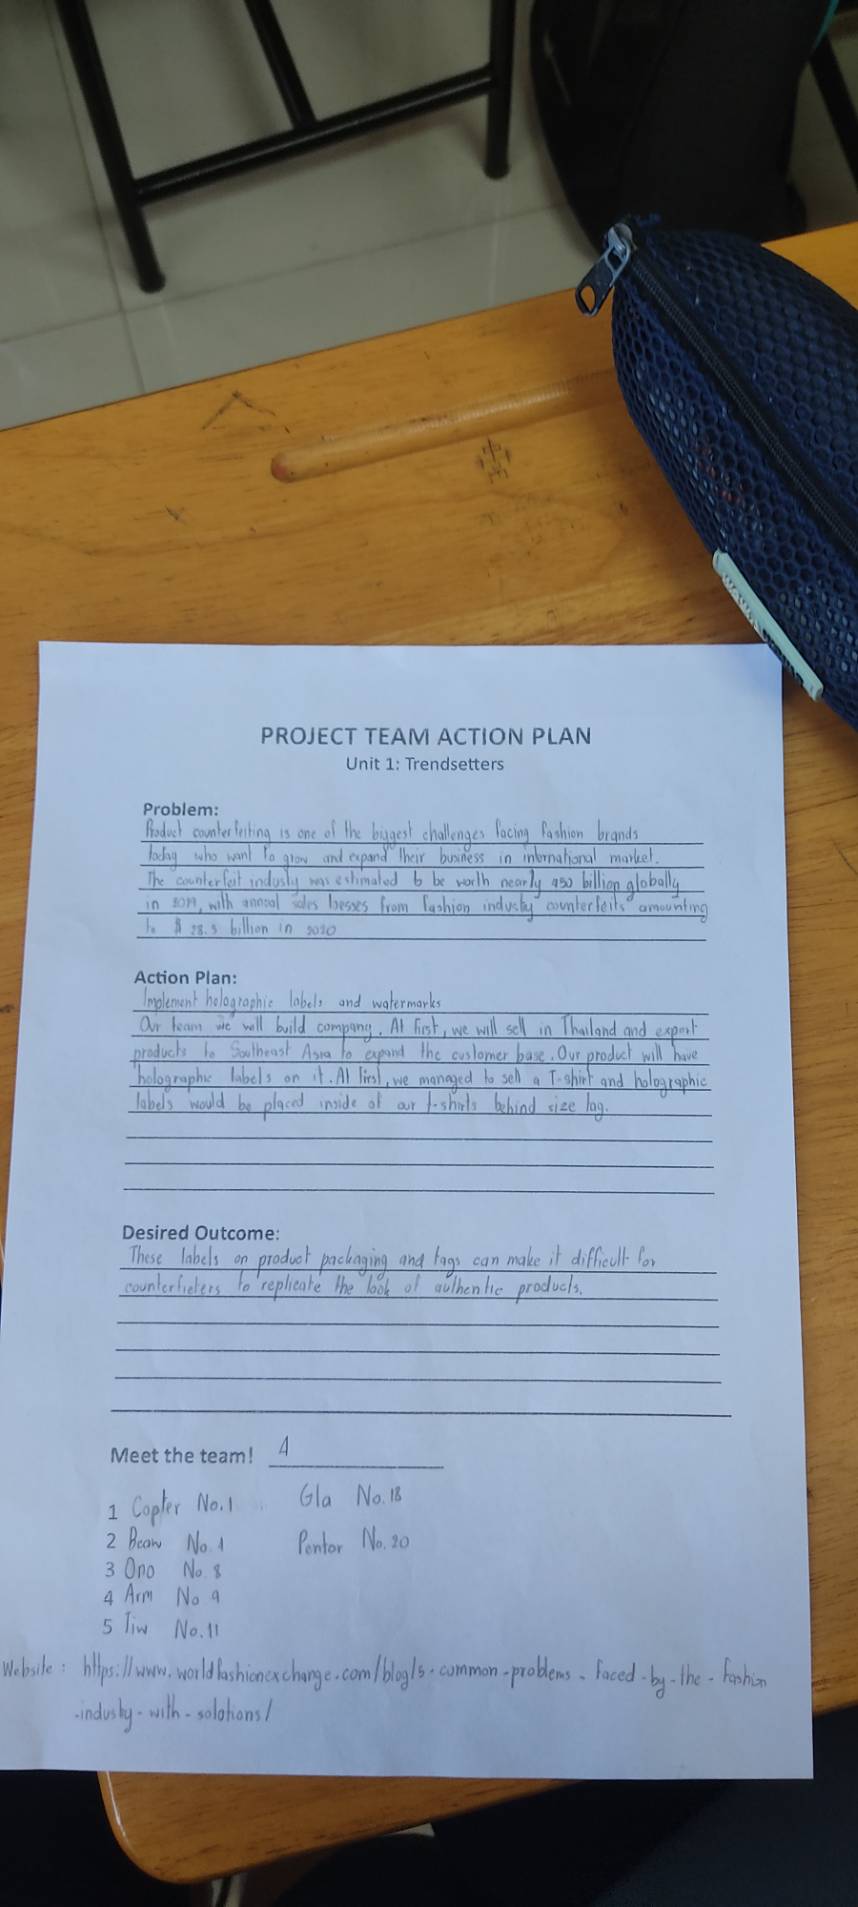 PROJECT TEAM ACTION PLAN
Unit 1: Trendsetters
Problem:
Product counterfeiting is one of the biggest challenges facing fashion brands
today who want to grow and expand their business in international market.
The counterfeit industy was estimated to be worth nearly 450 billion globally
in 2019, with annual sales losses from fashion industy counterfeits amounting
to $ 28.5 billion in 2020
Action Plan:
Implement holographic labels and watermarks
Our team we will build company. At first, we will sell in Thailand and export
products to Southeast Asia to expand the customer base. Our product will have
holographic labels on it. At first, we managed to sell a T-shirt and holographic
labels would be placed inside of our t-shirts behind size tag.
Desired Outcome:
These labels on product packaging and tags can make it difficult for
counterfieters to replicate the look of authentic products.
Meet the team! 4
1 Copter No.1 Gla No. 18
2 Beam No. Pontor No. 20
3 Ono No. 8
4 Arm No 9
5 Tiw No.11
Website: https://www.worldfashionexchange.com/blog/5-common-problems-faced-by-the-fashion
-industy-with-solotions/